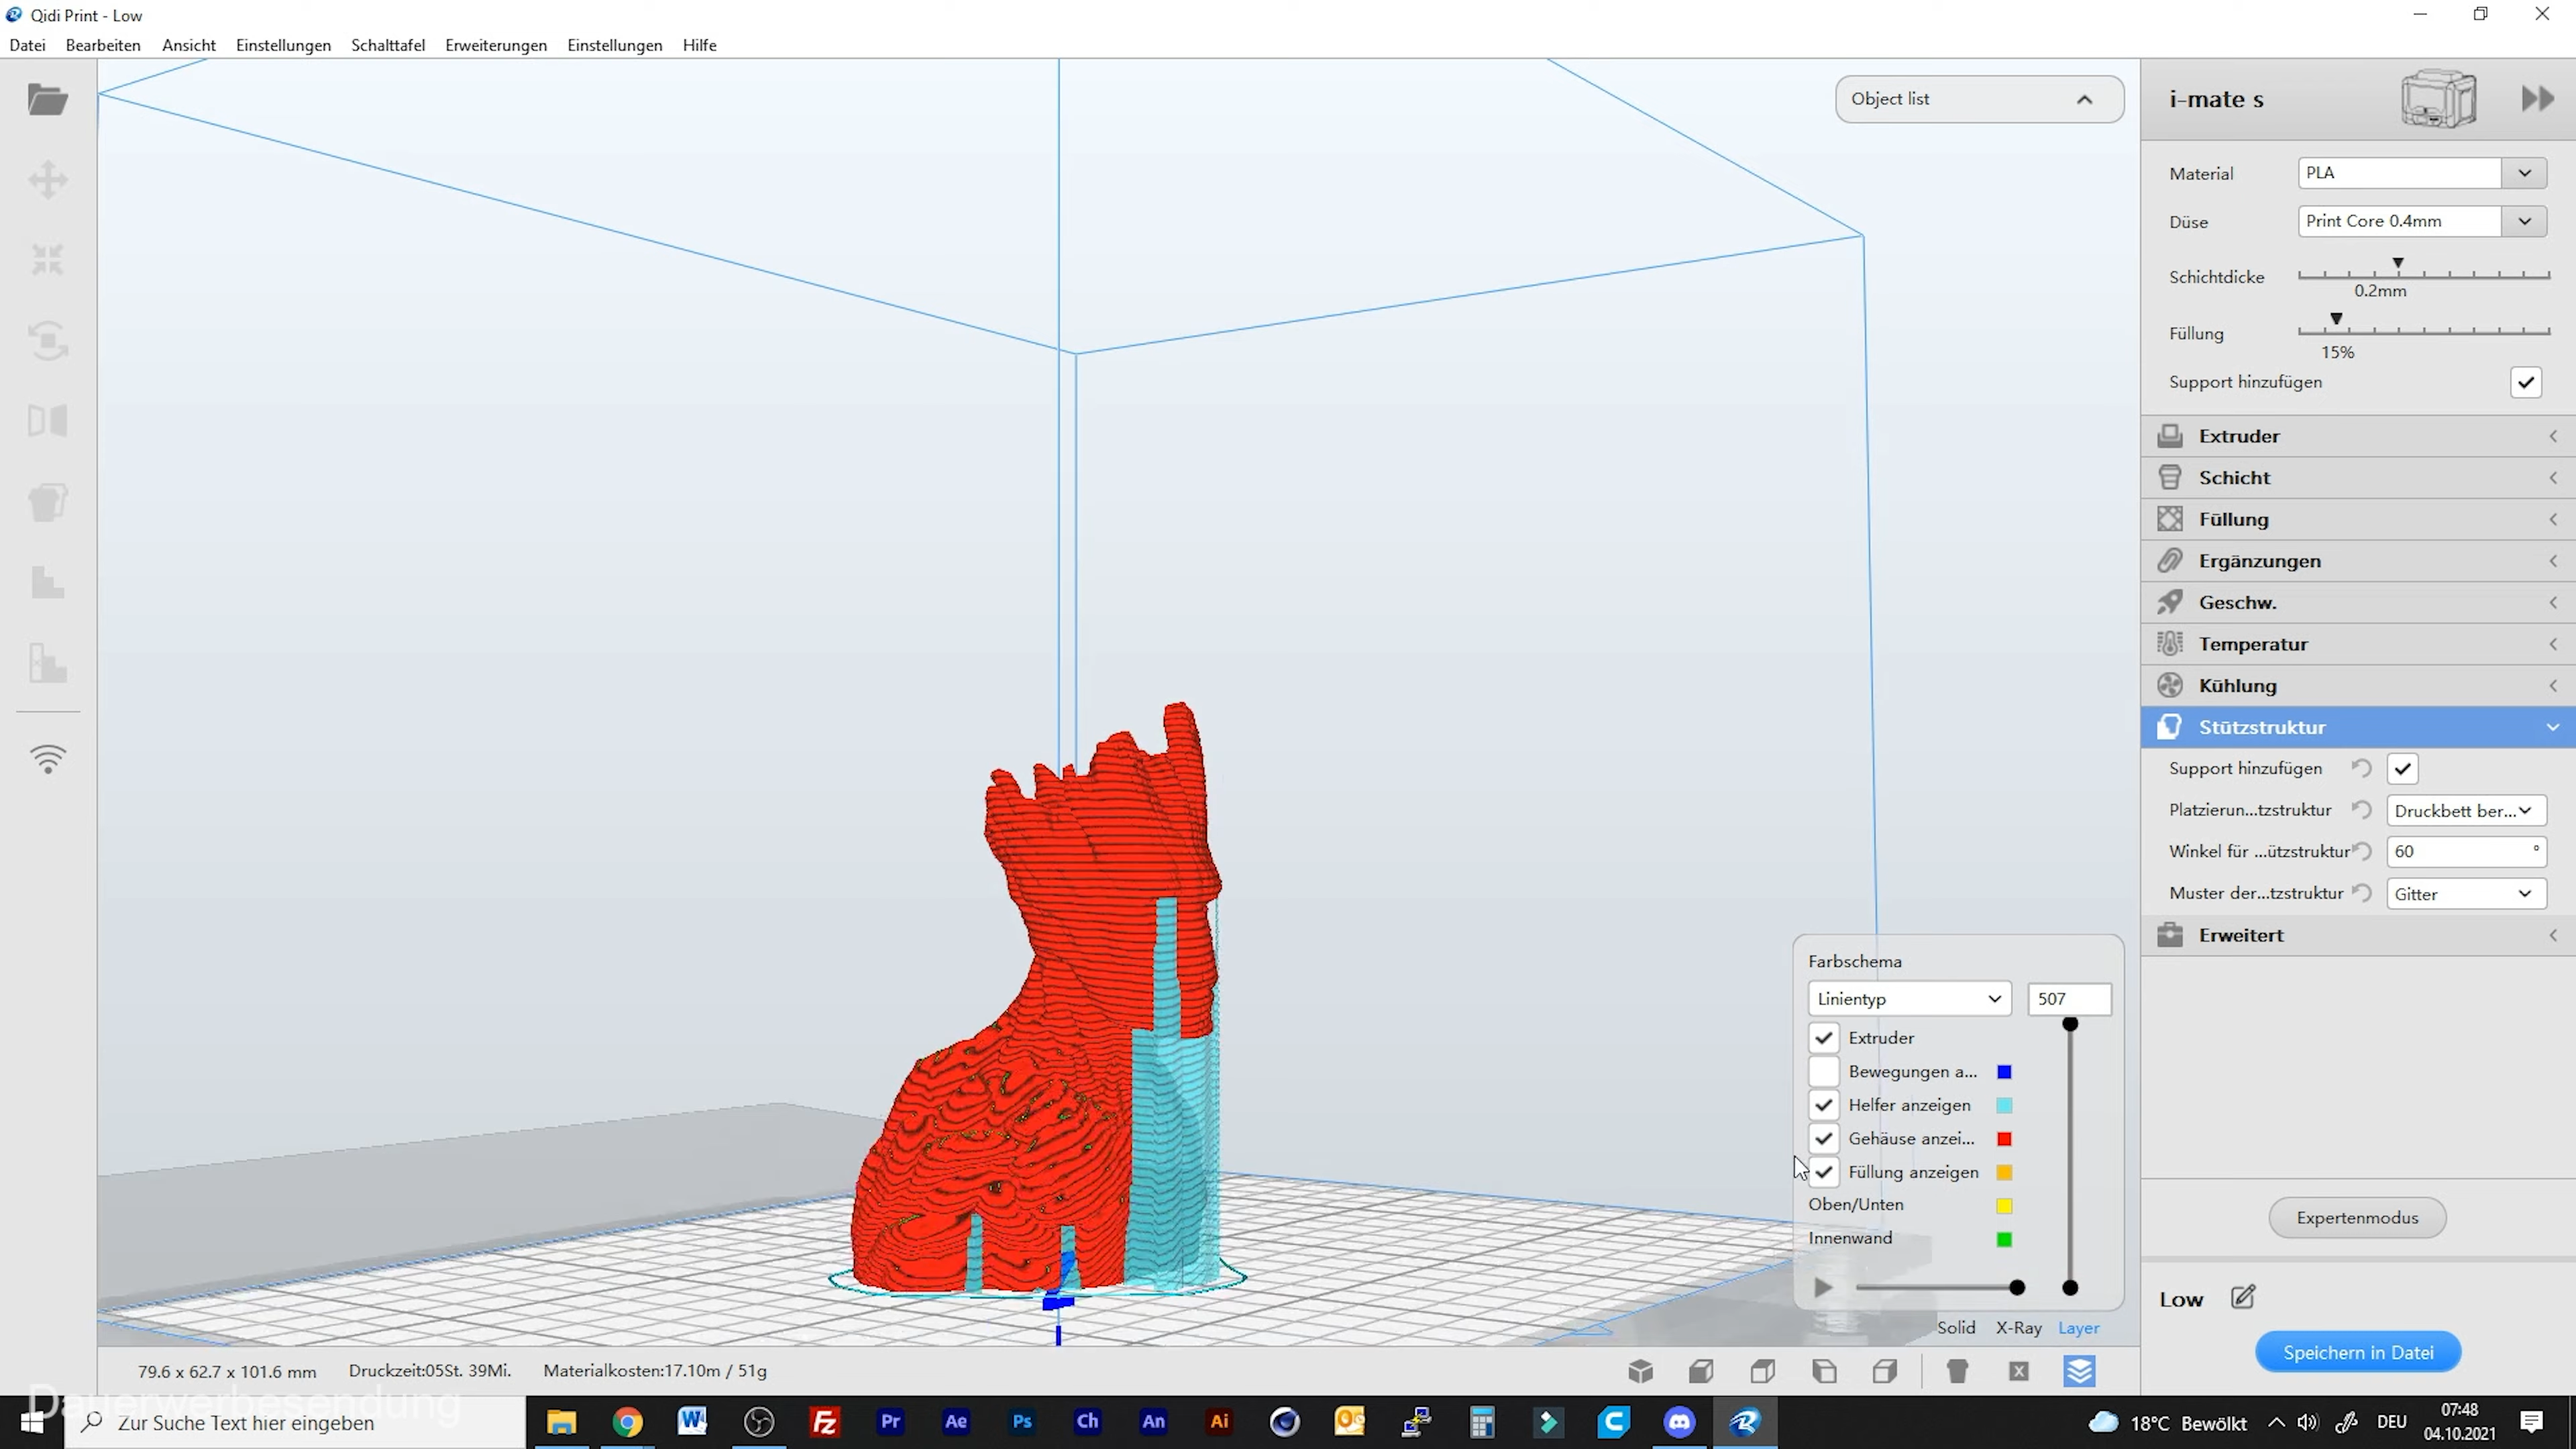 Qidi Print - Low
Datei Bearbeiten Ansicht Einstellungen Schalttafel Erweiterungen Einstellungen Hilfe
Object list
i-mate s
Material PLA
Düse Print Core 0.4mm
Schichtdicke
0.2mm
Füllung
15%
Support hinzufügen
Extruder
Schicht
Füllung
Ergänzungen
Geschw.
Temperatur
Kühlung
Stützstruktur
Support hinzufügen
Platzierun...tzstruktur Druckbett ber...
Winkel für ...ützstruktur 60 °
Muster der...tzstruktur Gitter
Erweitert
Farbschema
Linientyp 507
Extruder
Bewegungen a...
Helfer anzeigen
Gehäuse anzei...
Füllung anzeigen
Oben/Unten
Innenwand
Solid X-Ray Layer
Expertenmodus
Low
Speichern in Datei
79.6 x 62.7 x 101.6 mm Druckzeit:05St. 39Mi. Materialkosten:17.10m / 51g
Dauerwerbesendung
Zur Suche Text hier eingeben
W Fz Pr Ae Ps Ch An Ai
18°C Bewölkt DEU 07:48
04.10.2021